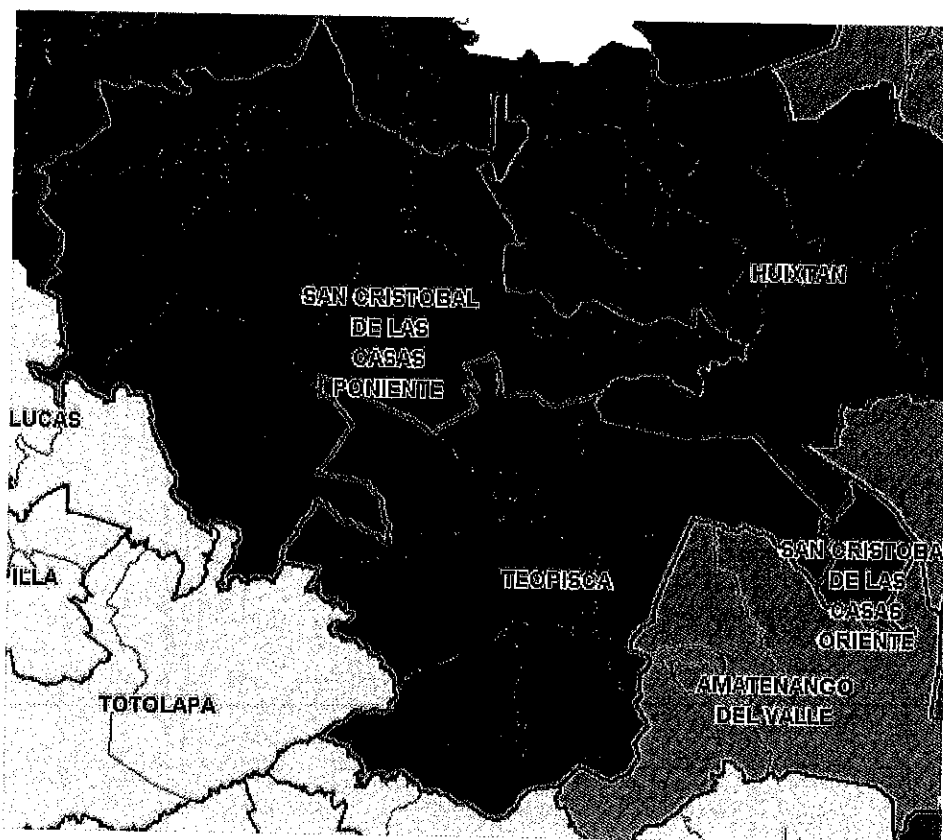 HUIXTAN
SAN CRISTOBAL
DE LAS
CASAS
PONIENTE
LUCAS
ILLA
TEOPISCA
SAN CRISTOBA
DE LAS
CASAS
ORIENTE
TOTOLAPA
AMATENANGO
DEL VALLE